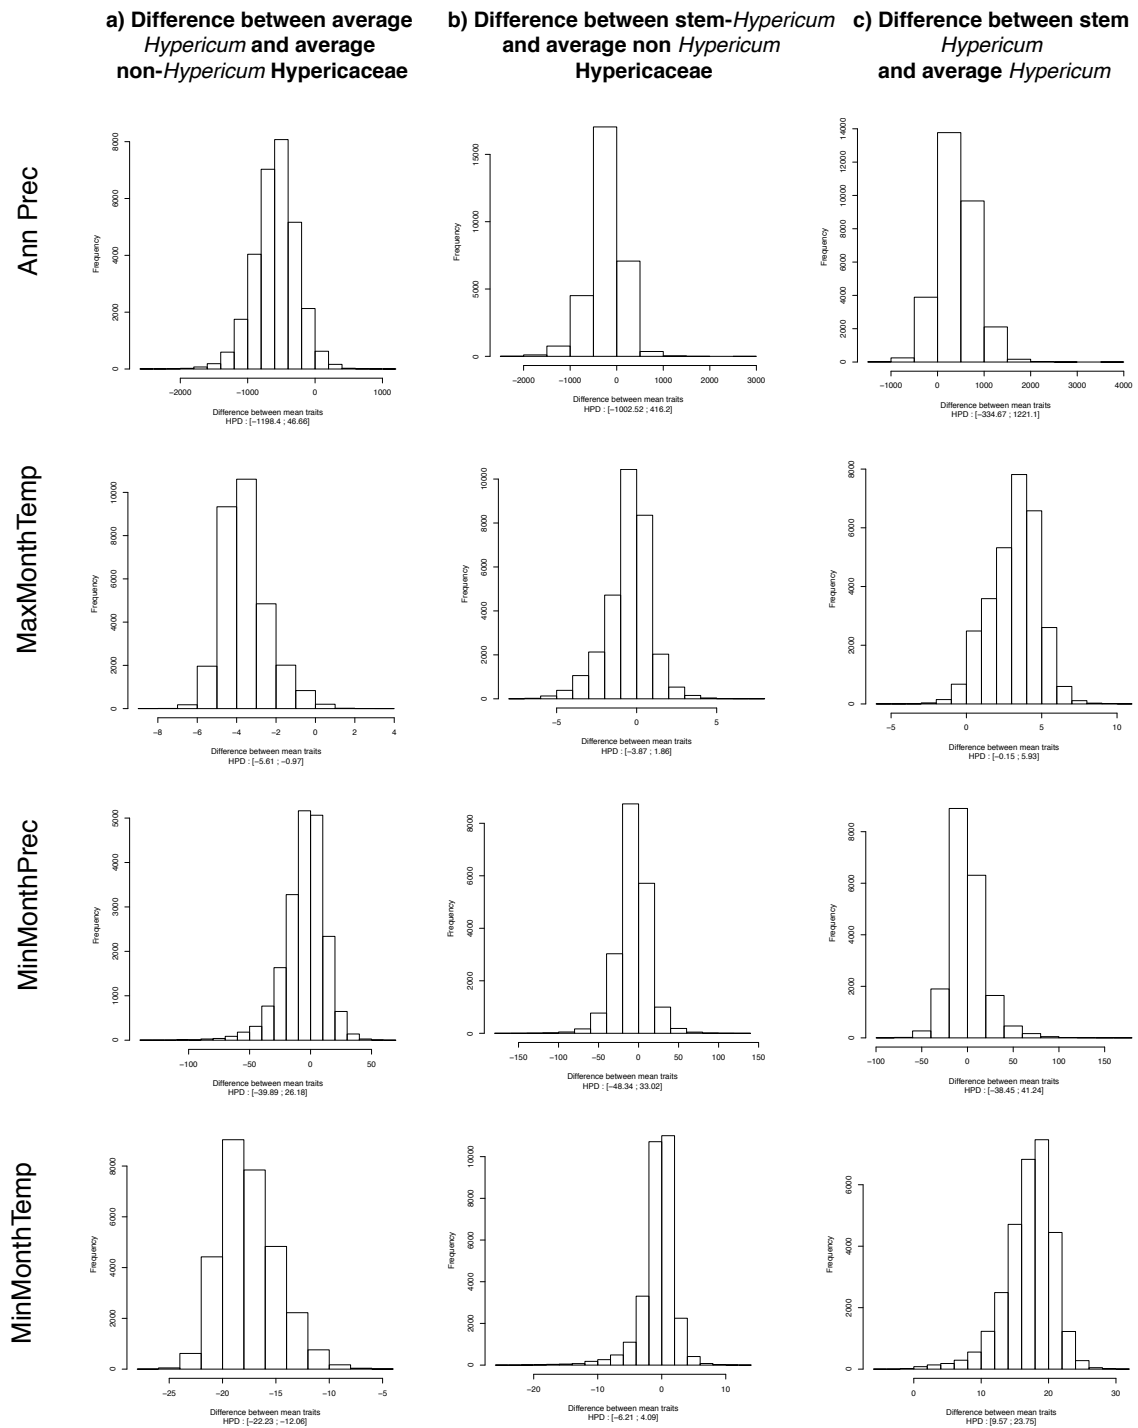 a) Difference between average
Hypericum and average
non-Hypericum Hypericaceae
b) Difference between stem-Hypericum
and average non Hypericum
Hypericaceae
c) Difference between stem
Hypericum
and average Hypericum
Ann Prec
Frequency
0 2000 4000 6000 8000
−2000 −1000 0 1000
Difference between mean traits
HPD : [−1198.4 ; 46.66]
Frequency
0 5000 10000 15000
−2000 −1000 0 1000 2000 3000
Difference between mean traits
HPD : [−1002.52 ; 416.2]
Frequency
0 2000 4000 6000 8000 10000 12000 14000
−1000 0 1000 2000 3000 4000
Difference between mean traits
HPD : [−334.67 ; 1221.1]
MaxMonthTemp
Frequency
0 2000 4000 6000 8000 10000
−8 −6 −4 −2 0 2 4
Difference between mean traits
HPD : [−5.61 ; −0.97]
Frequency
0 2000 4000 6000 8000 10000
−5 0 5
Difference between mean traits
HPD : [−3.87 ; 1.86]
Frequency
0 2000 4000 6000 8000
−5 0 5 10
Difference between mean traits
HPD : [−0.15 ; 5.93]
MinMonthPrec
Frequency
0 1000 2000 3000 4000 5000
−100 −50 0 50
Difference between mean traits
HPD : [−39.89 ; 26.18]
Frequency
0 2000 4000 6000 8000
−150 −100 −50 0 50 100 150
Difference between mean traits
HPD : [−48.34 ; 33.02]
Frequency
0 2000 4000 6000 8000
−100 −50 0 50 100 150
Difference between mean traits
HPD : [−38.45 ; 41.24]
MinMonthTemp
Frequency
0 2000 4000 6000 8000
−25 −20 −15 −10 −5
Difference between mean traits
HPD : [−22.23 ; −12.06]
Frequency
0 2000 4000 6000 8000 10000
−20 −10 0 10
Difference between mean traits
HPD : [−6.21 ; 4.09]
Frequency
0 2000 4000 6000
0 10 20 30
Difference between mean traits
HPD : [9.57 ; 23.75]